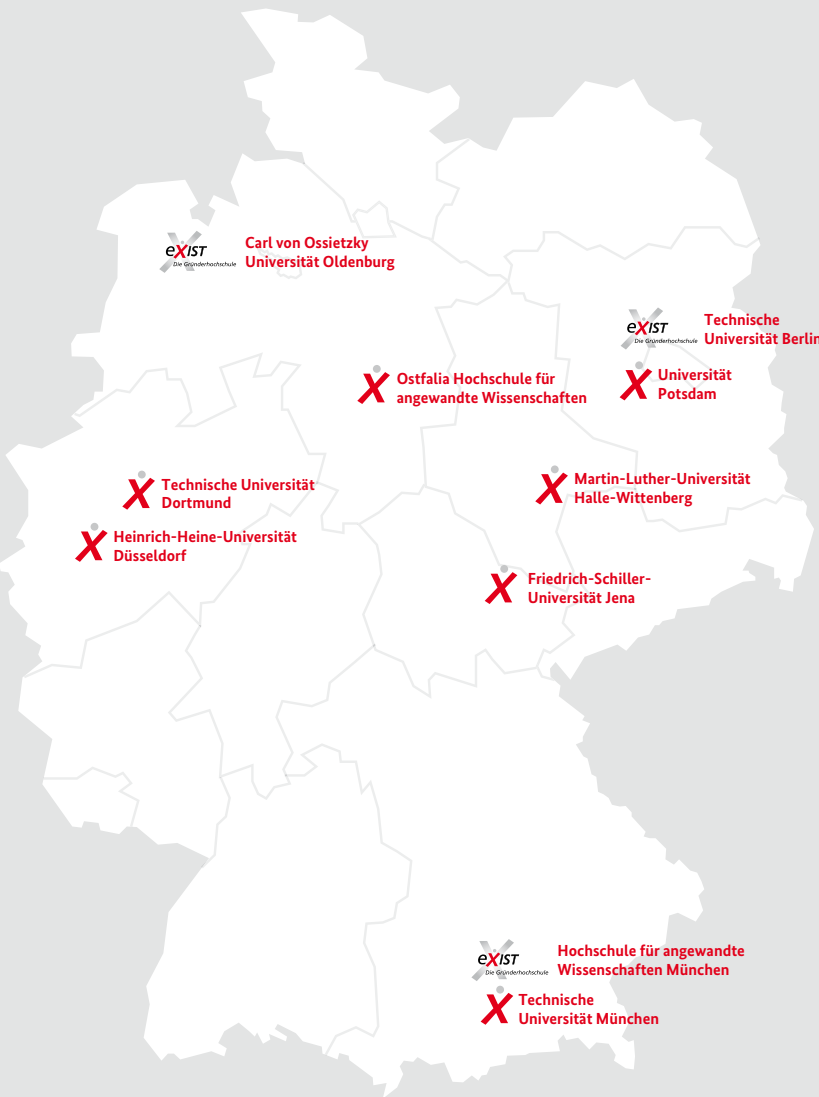 eXIST
Die Gründerhochschule
Carl von Ossietzky
Universität Oldenburg
eXIST
Die Gründerhochschule
Technische
Universität Berlin
X
Universität
Potsdam
X
Ostfalia Hochschule für
angewandte Wissenschaften
X
Technische Universität
Dortmund
X
Martin-Luther-Universität
Halle-Wittenberg
X
Heinrich-Heine-Universität
Düsseldorf
X
Friedrich-Schiller-
Universität Jena
eXIST
Die Gründerhochschule
Hochschule für angewandte
Wissenschaften München
X
Technische
Universität München